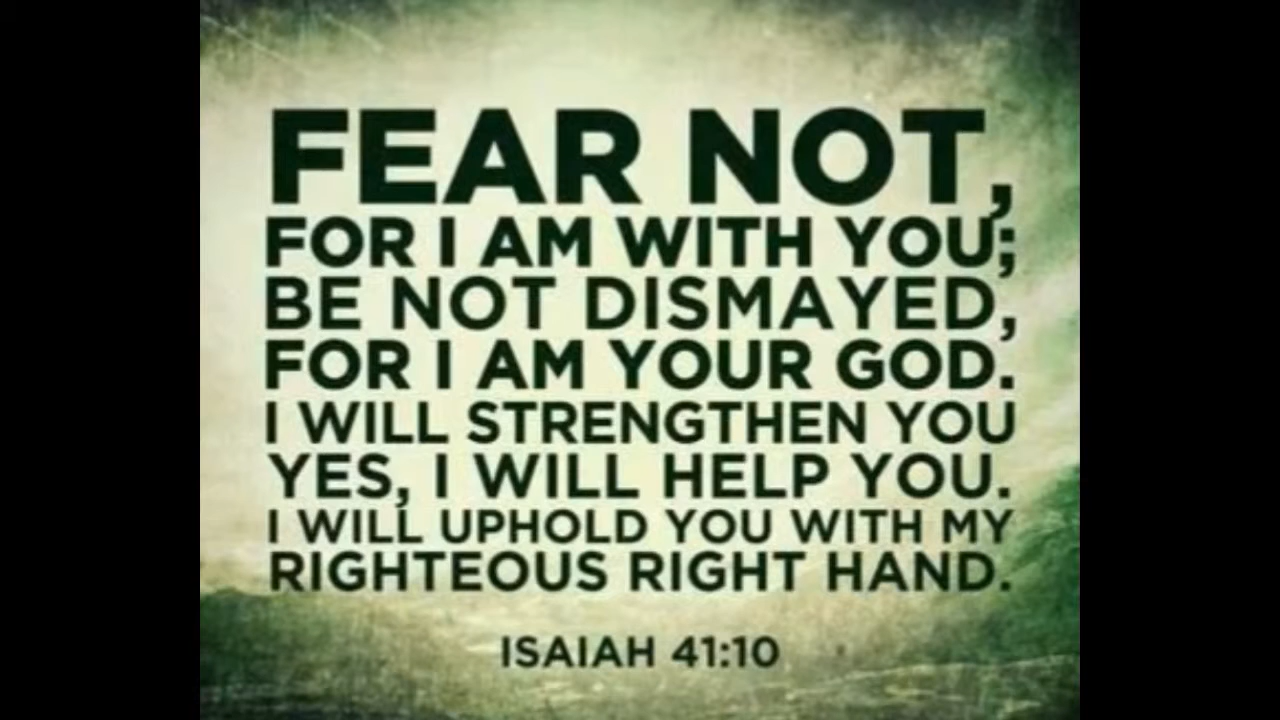 FEAR NOT,
FOR I AM WITH YOU;
BE NOT DISMAYED,
FOR I AM YOUR GOD.
I WILL STRENGTHEN YOU
YES, I WILL HELP YOU.
I WILL UPHOLD YOU WITH MY
RIGHTEOUS RIGHT HAND.
ISAIAH 41:10